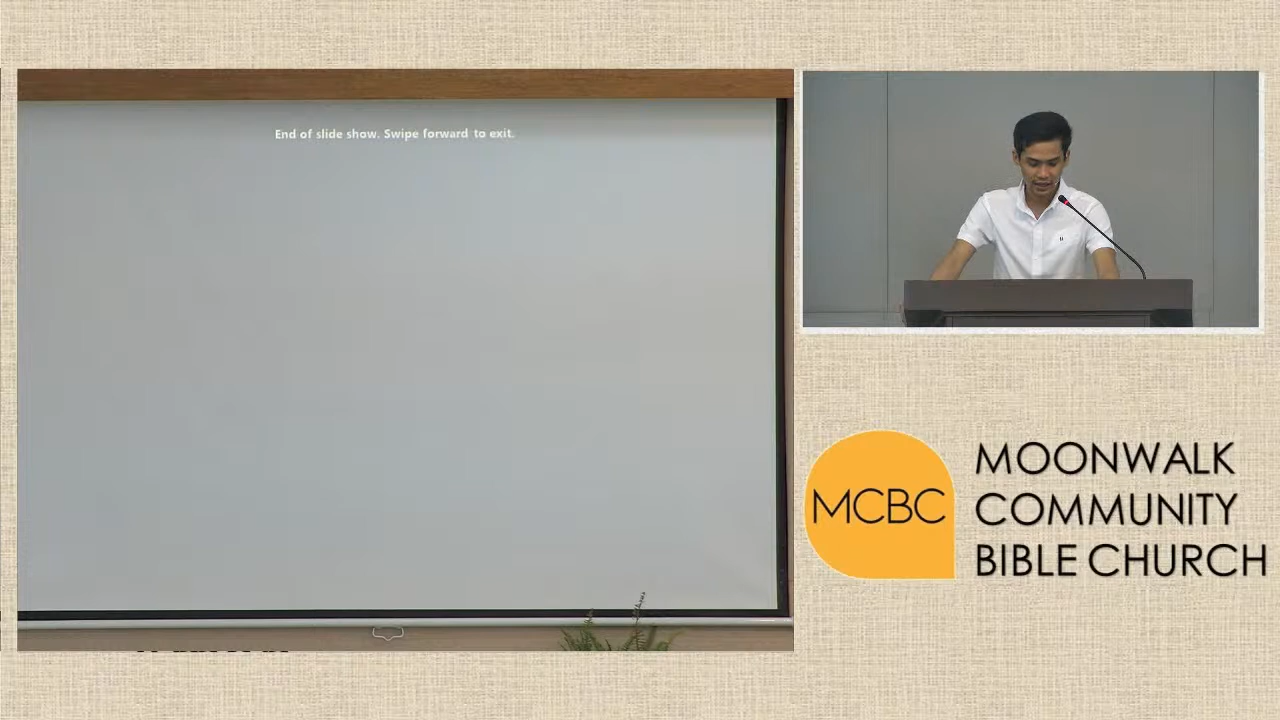 End of slide show. Swipe forward to exit.
MCBC
MOONWALK
COMMUNITY
BIBLE CHURCH